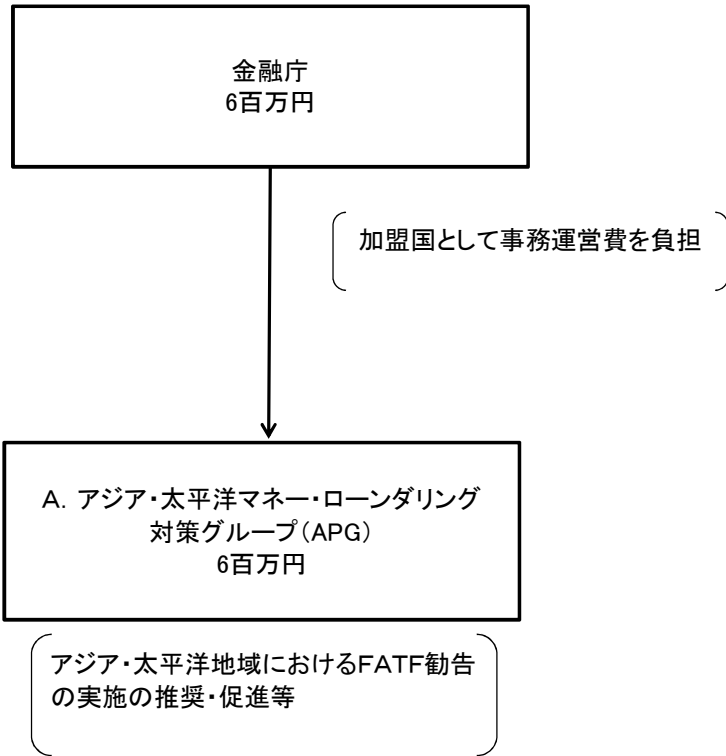 金融庁
6百万円
加盟国として事務運営費を負担
A. アジア・太平洋マネー・ローンダリング
対策グループ(APG)
6百万円
アジア・太平洋地域におけるFATF勧告
の実施の推奨・促進等